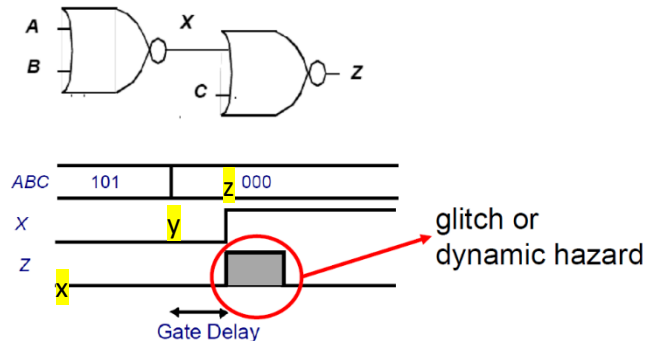 A
X
B
C
Z
ABC 101 z 000
X y
glitch or
dynamic hazard
Z
x
Gate Delay